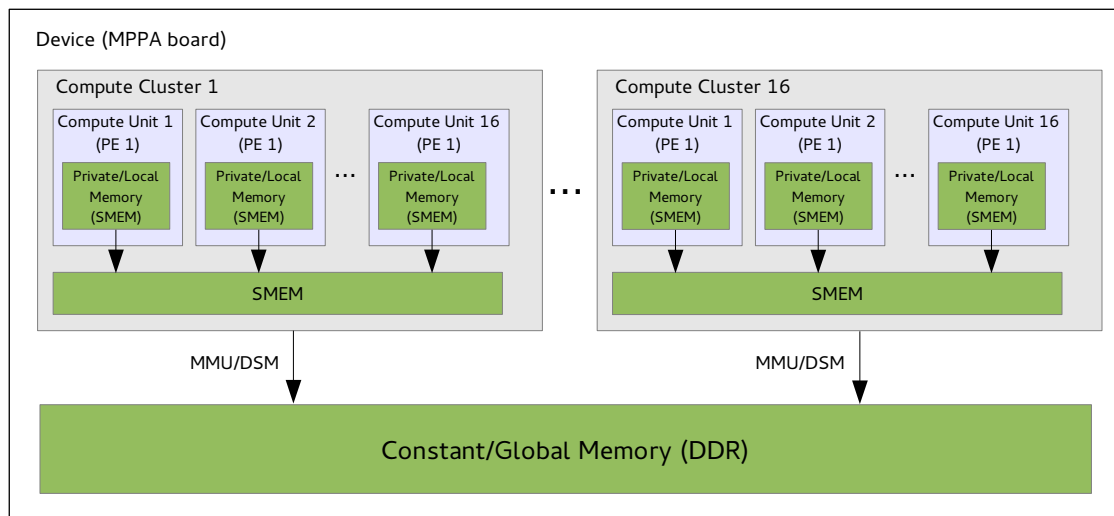 Device (MPPA board)
Compute Cluster 1
Compute Unit 1
(PE 1)
Private/Local
Memory
(SMEM)
Compute Unit 2
(PE 1)
Private/Local
Memory
(SMEM)
...
Compute Unit 16
(PE 1)
Private/Local
Memory
(SMEM)
SMEM
...
Compute Cluster 16
Compute Unit 1
(PE 1)
Private/Local
Memory
(SMEM)
Compute Unit 2
(PE 1)
Private/Local
Memory
(SMEM)
...
Compute Unit 16
(PE 1)
Private/Local
Memory
(SMEM)
SMEM
MMU/DSM
MMU/DSM
Constant/Global Memory (DDR)